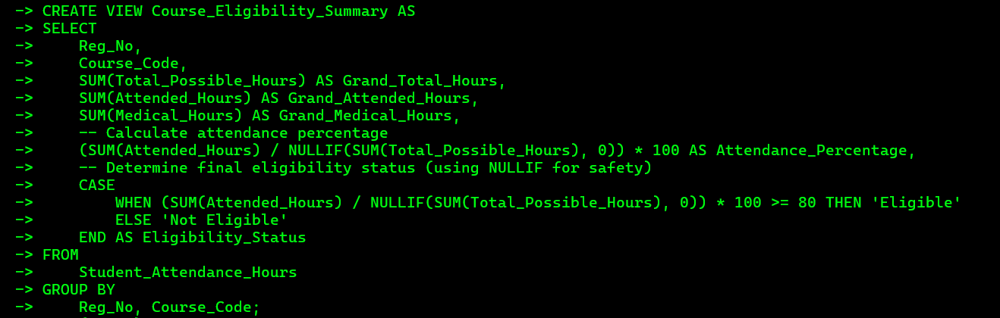 -> CREATE VIEW Course_Eligibility_Summary AS
-> SELECT
->     Reg_No,
->     Course_Code,
->     SUM(Total_Possible_Hours) AS Grand_Total_Hours,
->     SUM(Attended_Hours) AS Grand_Attended_Hours,
->     SUM(Medical_Hours) AS Grand_Medical_Hours,
->     -- Calculate attendance percentage
->     (SUM(Attended_Hours) / NULLIF(SUM(Total_Possible_Hours), 0)) * 100 AS Attendance_Percentage,
->     -- Determine final eligibility status (using NULLIF for safety)
->     CASE
->         WHEN (SUM(Attended_Hours) / NULLIF(SUM(Total_Possible_Hours), 0)) * 100 >= 80 THEN 'Eligible'
->         ELSE 'Not Eligible'
->     END AS Eligibility_Status
-> FROM
->     Student_Attendance_Hours
-> GROUP BY
->     Reg_No, Course_Code;